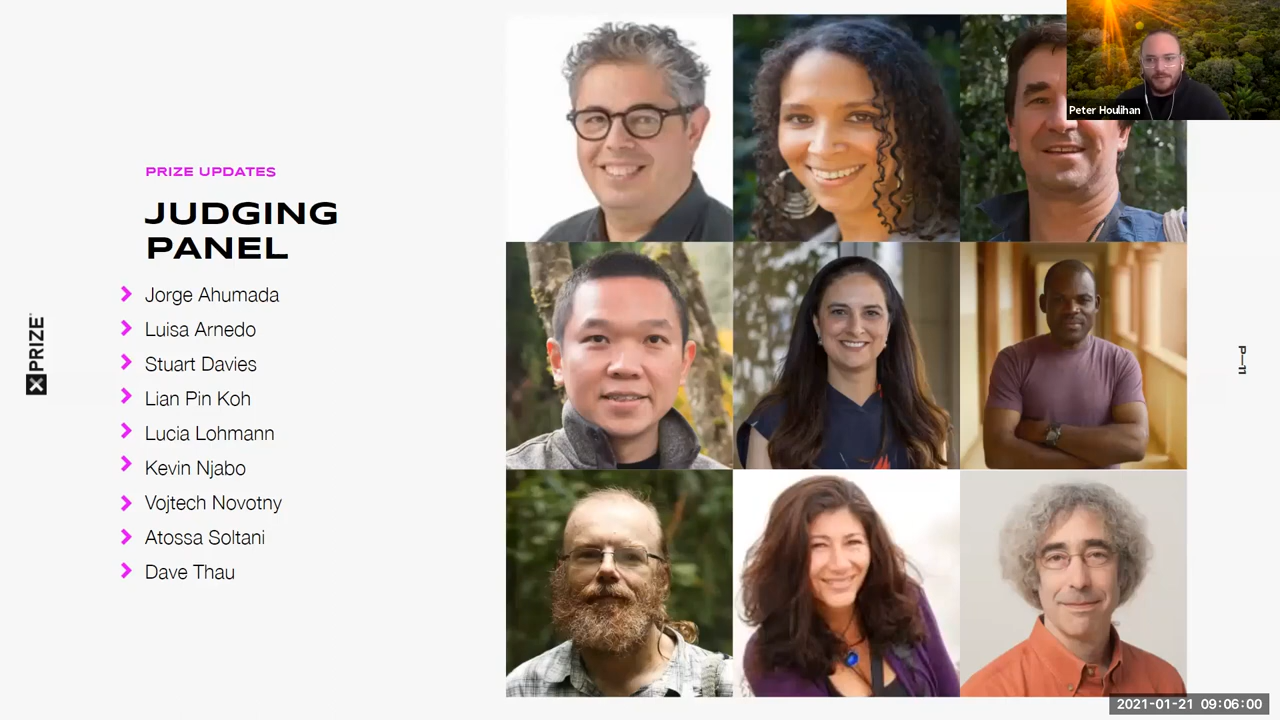 PRIZE UPDATES
JUDGING
PANEL
Jorge Ahumada
Luisa Arnedo
Stuart Davies
Lian Pin Koh
Lucia Lohmann
Kevin Njabo
Vojtech Novotny
Atossa Soltani
Dave Thau
XPRIZE
Peter Houlihan
P—11
2021-01-21 09:06:00